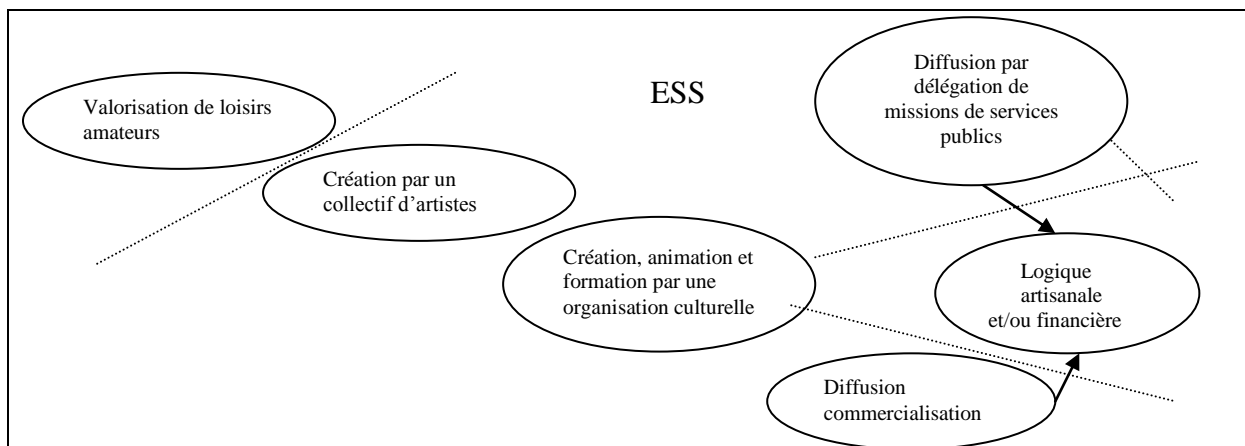 Valorisation de loisirs
amateurs
Création par un
collectif d'artistes
ESS
Création, animation et
formation par une
organisation culturelle
Diffusion par
délégation de
missions de services
publics
Logique
artisanale
et/ou financière
Diffusion
commercialisation